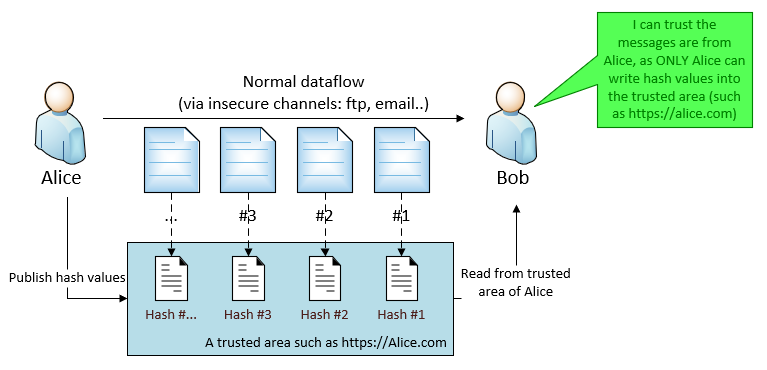 I can trust the
messages are from
Alice, as ONLY Alice can
write hash values into
the trusted area (such
as https://alice.com)
Normal dataflow
(via insecure channels: ftp, email..)
Alice
Bob
...
#3
#2
#1
Publish hash values
Read from trusted
area of Alice
Hash #...
Hash #3
Hash #2
Hash #1
A trusted area such as https://Alice.com